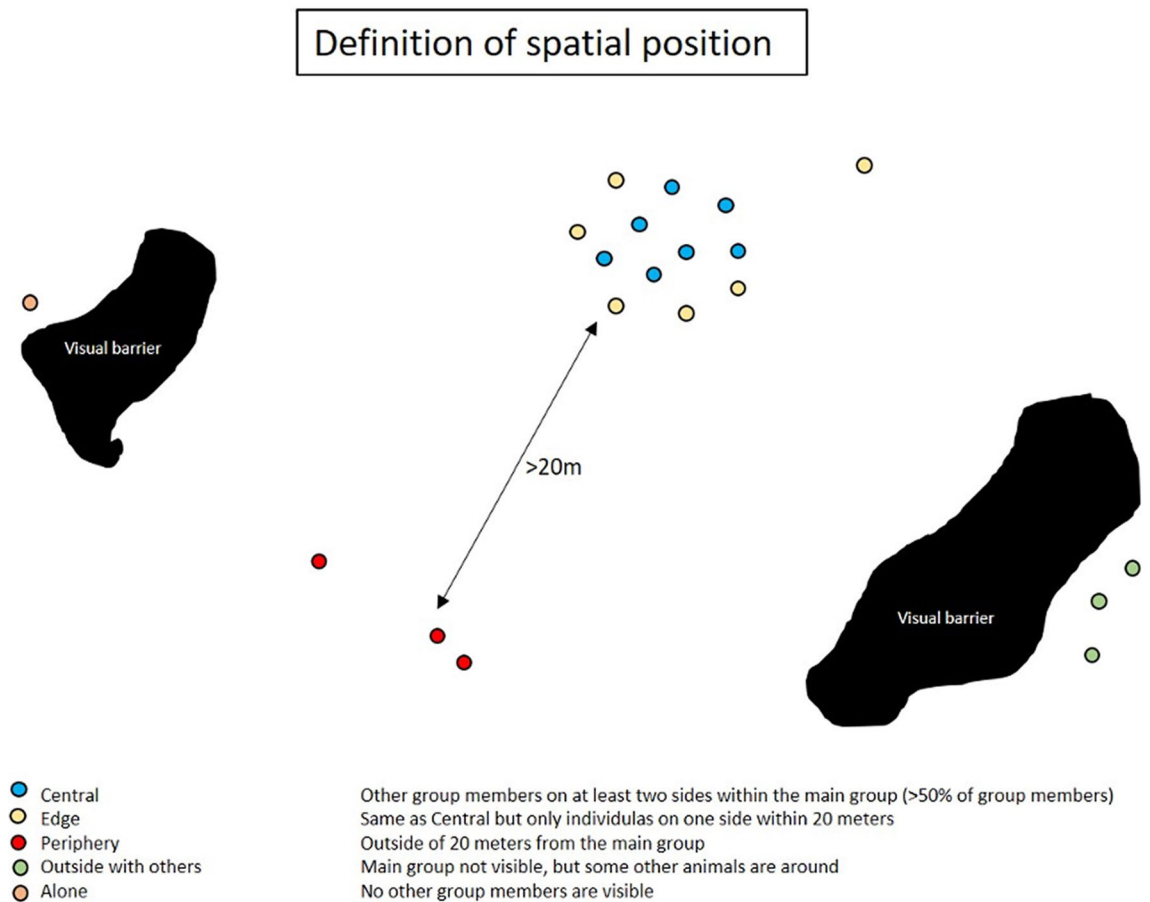 Definition of spatial position
Visual barrier
>20m
Visual barrier
Central Other group members on at least two sides within the main group (>50% of group members)
Edge Same as Central but only individulas on one side within 20 meters
Periphery Outside of 20 meters from the main group
Outside with others Main group not visible, but some other animals are around
Alone No other group members are visible